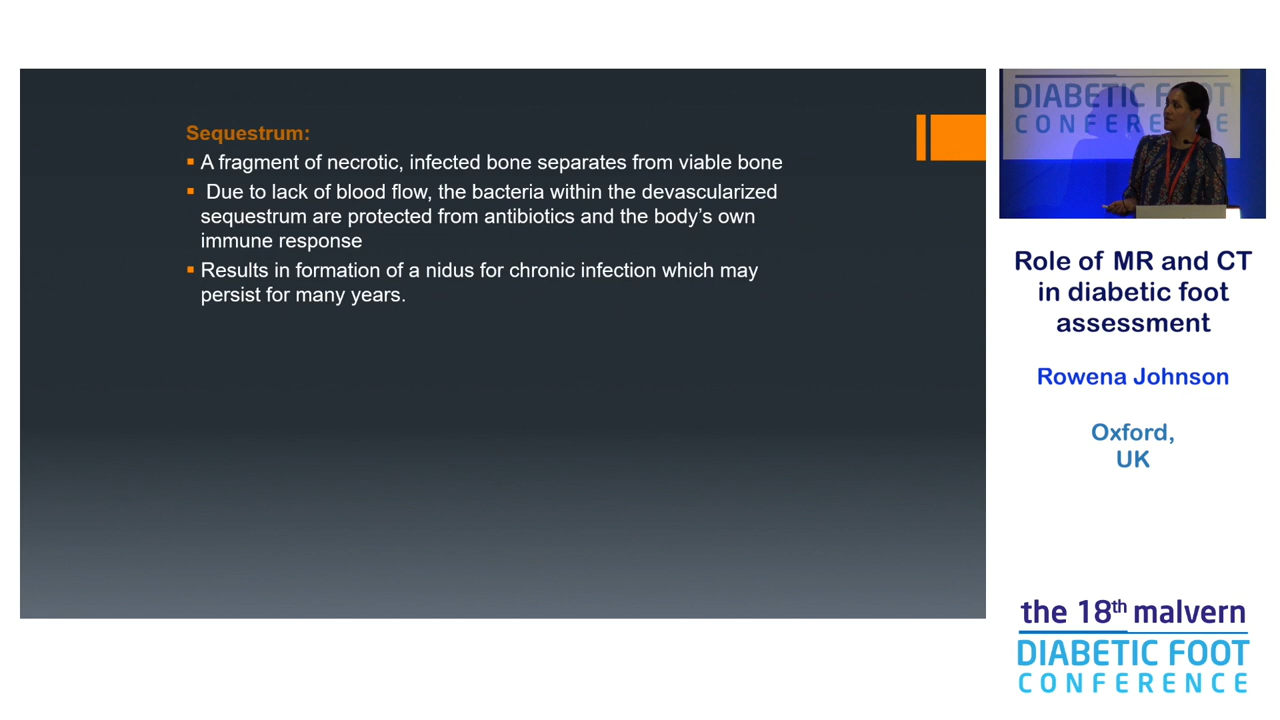 Sequestrum:
A fragment of necrotic, infected bone separates from viable bone
Due to lack of blood flow, the bacteria within the devascularized
sequestrum are protected from antibiotics and the body’s own
immune response
Results in formation of a nidus for chronic infection which may
persist for many years.
DIABETIC FOOT
CONFERENCE
Role of MR and CT
in diabetic foot
assessment
Rowena Johnson
Oxford,
UK
the 18th malvern
DIABETIC FOOT
CONFERENCE